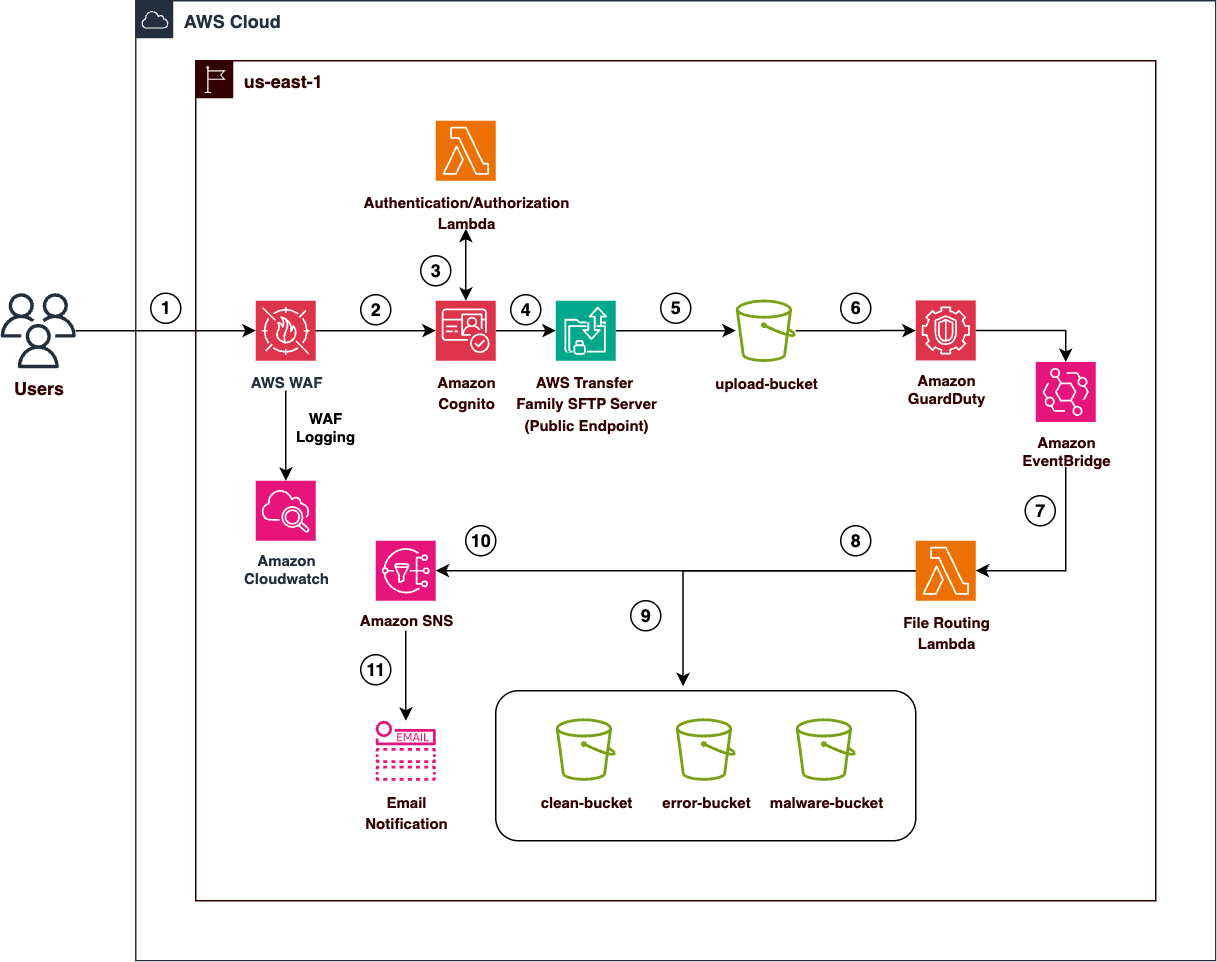 AWS Cloud
us-east-1
Authentication/Authorization
Lambda
3
1
2
4
5
6
Users
AWS WAF
Amazon
Cognito
AWS Transfer
Family SFTP Server
(Public Endpoint)
upload-bucket
Amazon
GuardDuty
WAF
Logging
Amazon
EventBridge
7
Amazon
Cloudwatch
10
8
Amazon SNS
9
File Routing
Lambda
11
EMAIL
Email
Notification
clean-bucket
error-bucket
malware-bucket